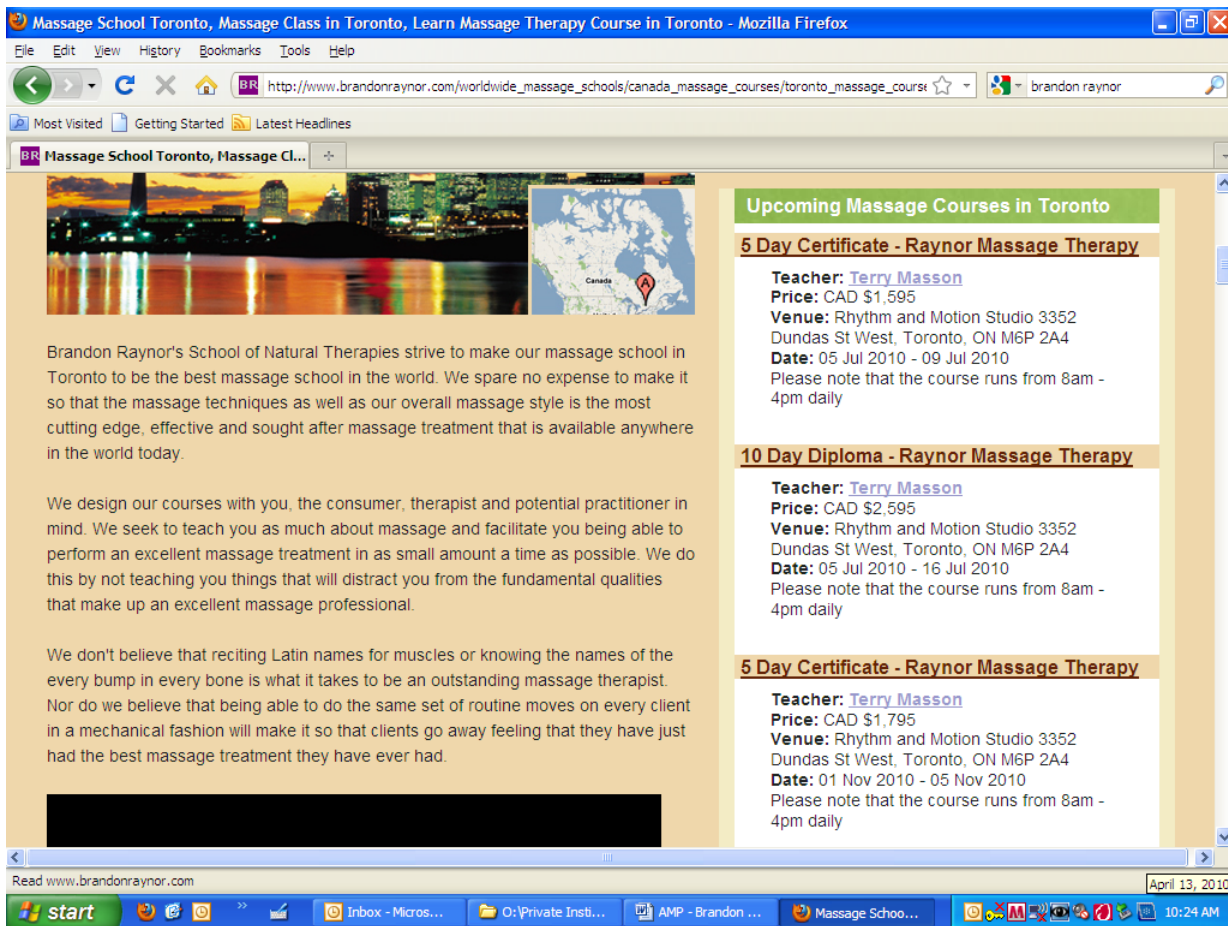 Massage School Toronto, Massage Class in Toronto, Learn Massage Therapy Course in Toronto - Mozilla Firefox
File Edit View History Bookmarks Tools Help
BR http://www.brandonraynor.com/worldwide_massage_schools/canada_massage_courses/toronto_massage_course brandon raynor
Most Visited Getting Started Latest Headlines
BR Massage School Toronto, Massage Cl...
Canada
A
Brandon Raynor's School of Natural Therapies strive to make our massage school in
Toronto to be the best massage school in the world. We spare no expense to make it
so that the massage techniques as well as our overall massage style is the most
cutting edge, effective and sought after massage treatment that is available anywhere
in the world today.
We design our courses with you, the consumer, therapist and potential practitioner in
mind. We seek to teach you as much about massage and facilitate you being able to
perform an excellent massage treatment in as small amount a time as possible. We do
this by not teaching you things that will distract you from the fundamental qualities
that make up an excellent massage professional.
We don't believe that reciting Latin names for muscles or knowing the names of the
every bump in every bone is what it takes to be an outstanding massage therapist.
Nor do we believe that being able to do the same set of routine moves on every client
in a mechanical fashion will make it so that clients go away feeling that they have just
had the best massage treatment they have ever had.
Upcoming Massage Courses in Toronto
5 Day Certificate - Raynor Massage Therapy
Teacher: Terry Masson
Price: CAD $1,595
Venue: Rhythm and Motion Studio 3352
Dundas St West, Toronto, ON M6P 2A4
Date: 05 Jul 2010 - 09 Jul 2010
Please note that the course runs from 8am -
4pm daily
10 Day Diploma - Raynor Massage Therapy
Teacher: Terry Masson
Price: CAD $2,595
Venue: Rhythm and Motion Studio 3352
Dundas St West, Toronto, ON M6P 2A4
Date: 05 Jul 2010 - 16 Jul 2010
Please note that the course runs from 8am -
4pm daily
5 Day Certificate - Raynor Massage Therapy
Teacher: Terry Masson
Price: CAD $1,795
Venue: Rhythm and Motion Studio 3352
Dundas St West, Toronto, ON M6P 2A4
Date: 01 Nov 2010 - 05 Nov 2010
Please note that the course runs from 8am -
4pm daily
Read www.brandonraynor.com
April 13, 2010
start Inbox - Micros... O:\Private Insti... AMP - Brandon ... Massage Schoo... 10:24 AM